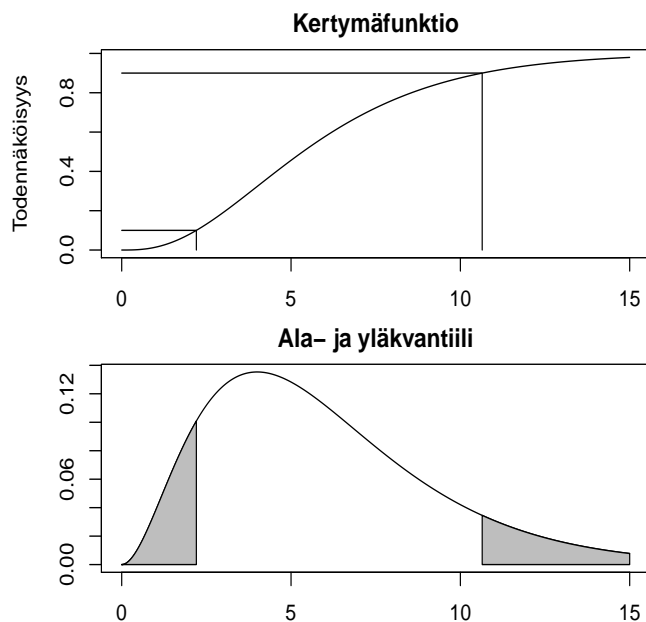 Kertymäfunktio
Todennäköisyys
0.0 0.4 0.8
0 5 10 15
Ala− ja yläkvantiili
0.00 0.06 0.12
0 5 10 15